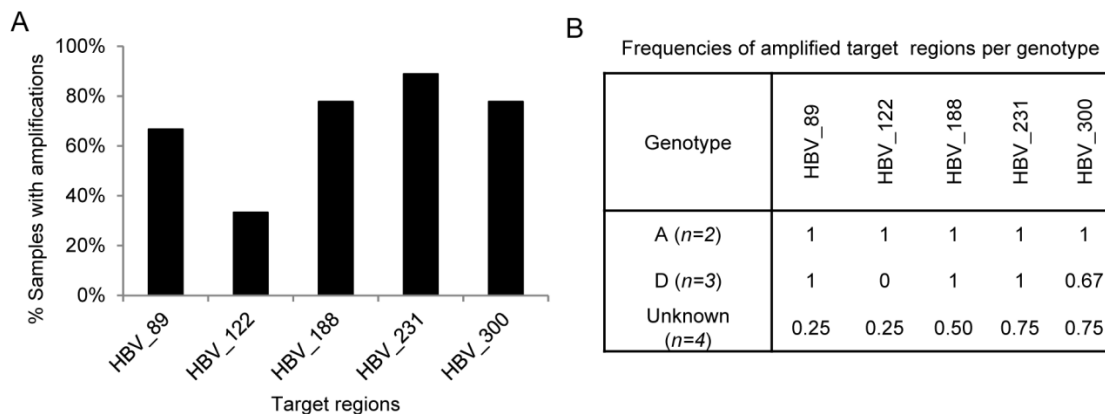 A
% Samples with amplifications
100%
80%
60%
40%
20%
0%
HBV_89
HBV_122
HBV_188
HBV_231
HBV_300
Target regions
B
Frequencies of amplified target regions per genotype
Genotype HBV_89 HBV_122 HBV_188 HBV_231 HBV_300
A (n=2) 1 1 1 1 1
D (n=3) 1 0 1 1 0.67
Unknown
(n=4) 0.25 0.25 0.50 0.75 0.75